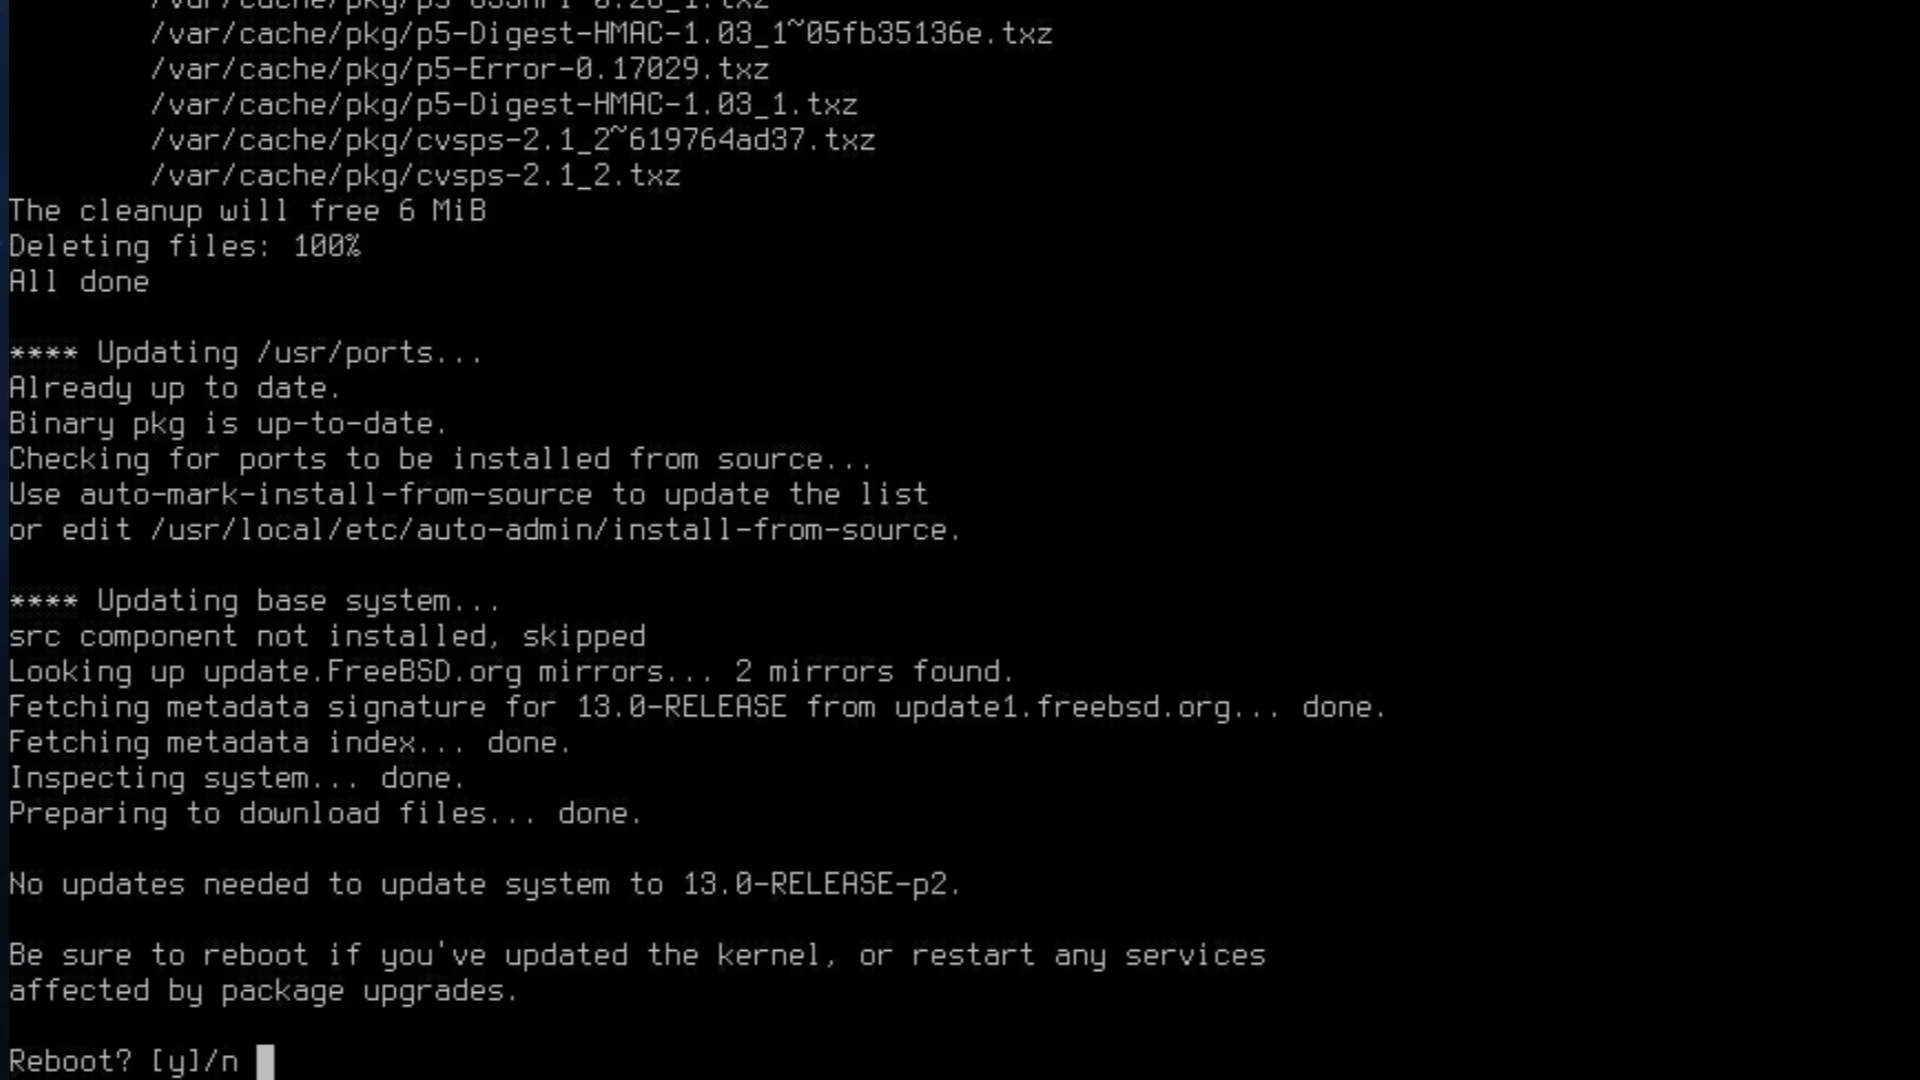 /var/cache/pkg/p5-Digest-HMAC-1.03_1~05fb35136e.txz
/var/cache/pkg/p5-Error-0.17029.txz
/var/cache/pkg/p5-Digest-HMAC-1.03_1.txz
/var/cache/pkg/cvsps-2.1_2~619764ad37.txz
/var/cache/pkg/cvsps-2.1_2.txz
The cleanup will free 6 MiB
Deleting files: 100%
All done
**** Updating /usr/ports...
Already up to date.
Binary pkg is up-to-date.
Checking for ports to be installed from source...
Use auto-mark-install-from-source to update the list
or edit /usr/local/etc/auto-admin/install-from-source.
**** Updating base system...
src component not installed, skipped
Looking up update.FreeBSD.org mirrors... 2 mirrors found.
Fetching metadata signature for 13.0-RELEASE from update1.freebsd.org... done.
Fetching metadata index... done.
Inspecting system... done.
Preparing to download files... done.
No updates needed to update system to 13.0-RELEASE-p2.
Be sure to reboot if you've updated the kernel, or restart any services
affected by package upgrades.
Reboot? [y]/n